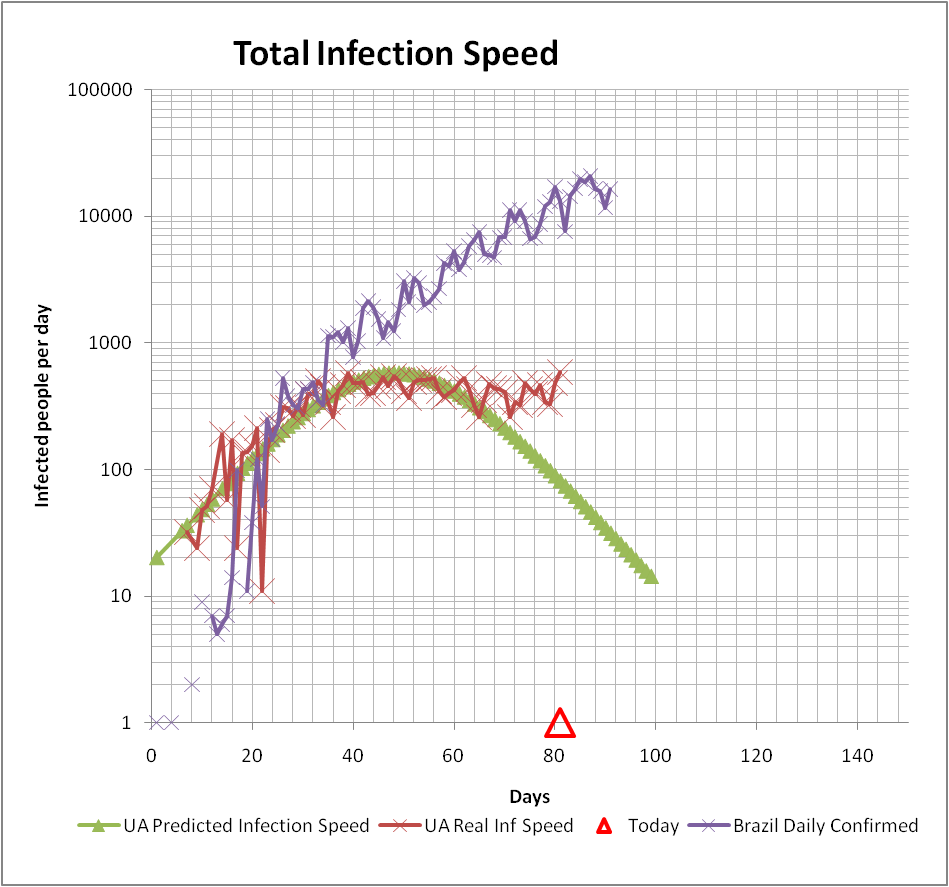 Total Infection Speed
100000
10000
1000
100
10
1
Infected people per day
0 20 40 60 80 100 120 140
Days
UA Predicted Infection Speed UA Real Inf Speed Today Brazil Daily Confirmed